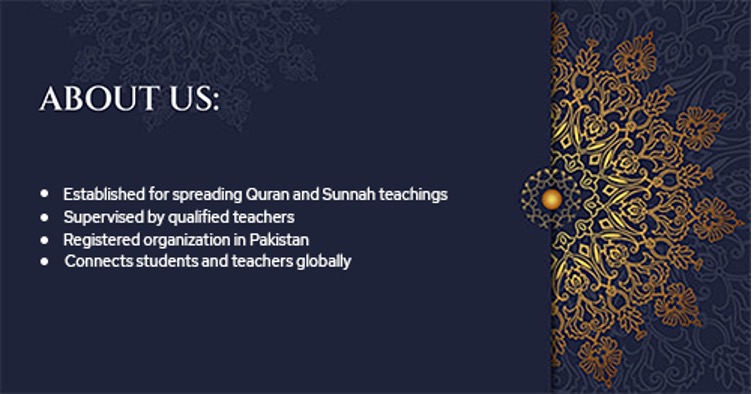 ABOUT US:
• Established for spreading Quran and Sunnah teachings
• Supervised by qualified teachers
• Registered organization in Pakistan
• Connects students and teachers globally